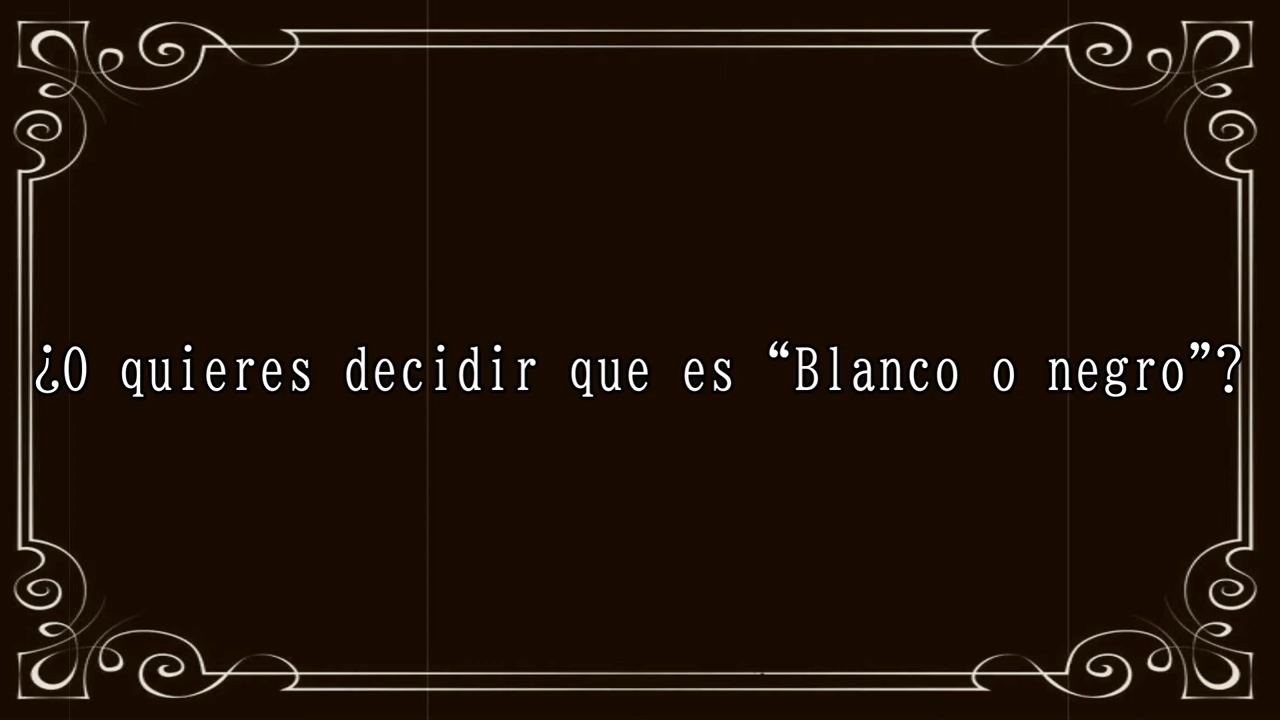 ¿O quieres decidir que es “Blanco o negro”?